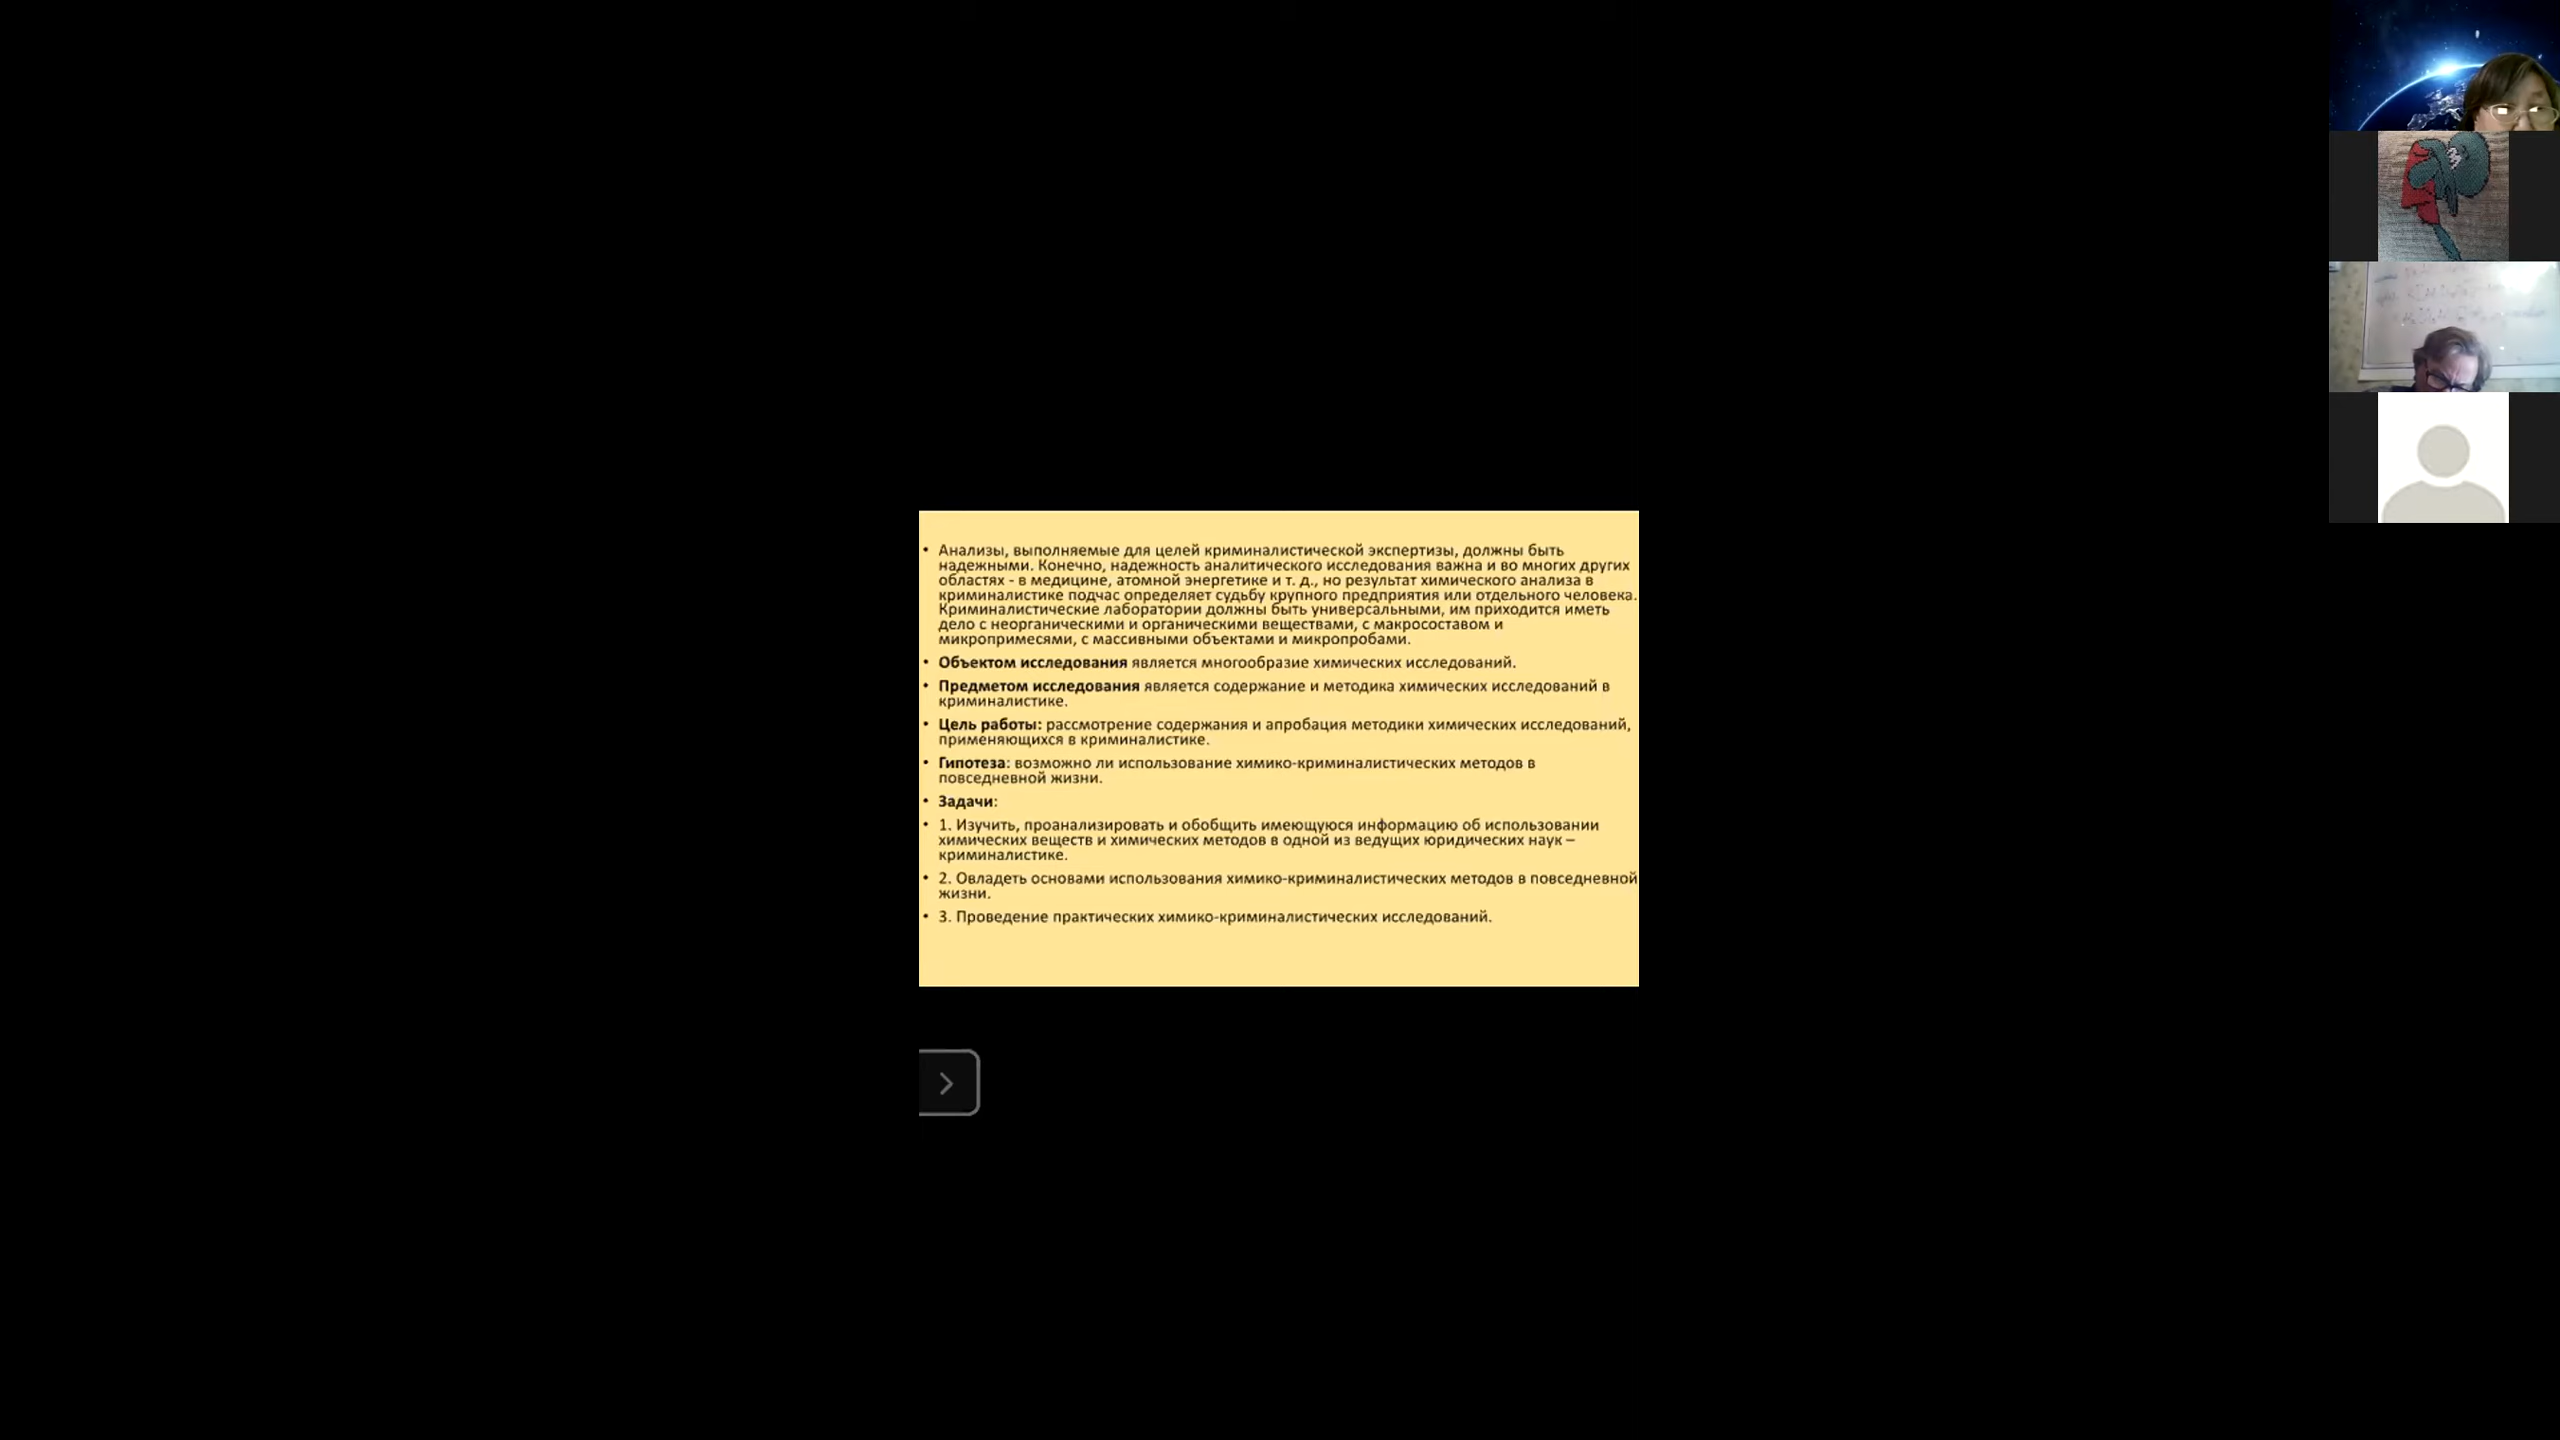 • Анализы, выполняемые для целей криминалистической экспертизы, должны быть
надежными. Конечно, надежность аналитического исследования важна и во многих других
областях - в медицине, атомной энергетике и т. д., но результат химического анализа в
криминалистике подчас определяет судьбу крупного предприятия или отдельного человека.
Криминалистические лаборатории должны быть универсальными, им приходится иметь
дело с неорганическими и органическими веществами, с макросоставом и
микропримесями, с массивными объектами и микропробами.
• Объектом исследования является многообразие химических исследований.
• Предметом исследования является содержание и методика химических исследований в
криминалистике.
• Цель работы: рассмотрение содержания и апробация методики химических исследований,
применяющихся в криминалистике.
• Гипотеза: возможно ли использование химико-криминалистических методов в
повседневной жизни.
• Задачи:
• 1. Изучить, проанализировать и обобщить имеющуюся информацию об использовании
химических веществ и химических методов в одной из ведущих юридических наук –
криминалистике.
• 2. Овладеть основами использования химико-криминалистических методов в повседневной
жизни.
• 3. Проведение практических химико-криминалистических исследований.